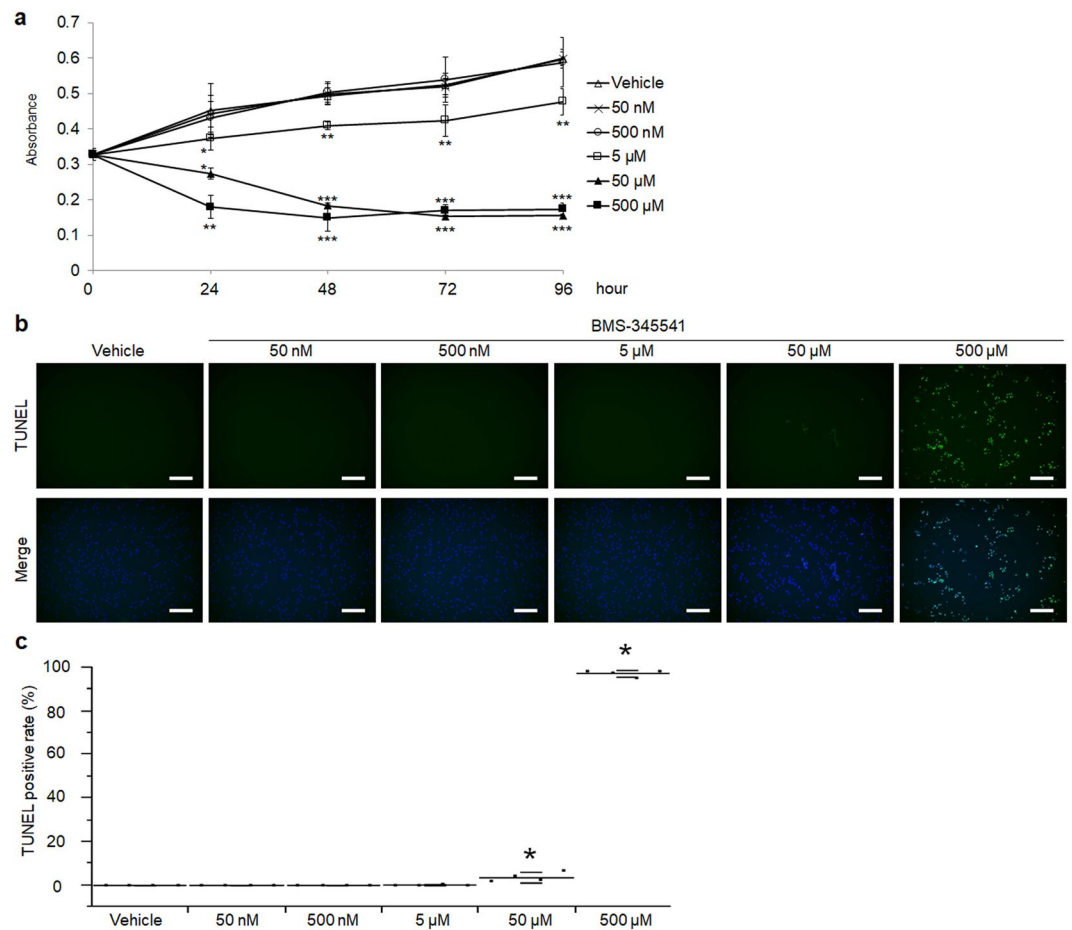 a
0.7
0.6
0.5
0.4
0.3
0.2
0.1
0
Absorbance
* ** ** **
* *** *** ***
** *** *** ***
0 24 48 72 96 hour
Vehicle
50 nM
500 nM
5 µM
50 µM
500 µM
b
BMS-345541
Vehicle 50 nM 500 nM 5 µM 50 µM 500 µM
TUNEL
Merge
c
TUNEL positive rate (%)
100
80
60
40
20
0
*
*
Vehicle 50 nM 500 nM 5 µM 50 µM 500 µM